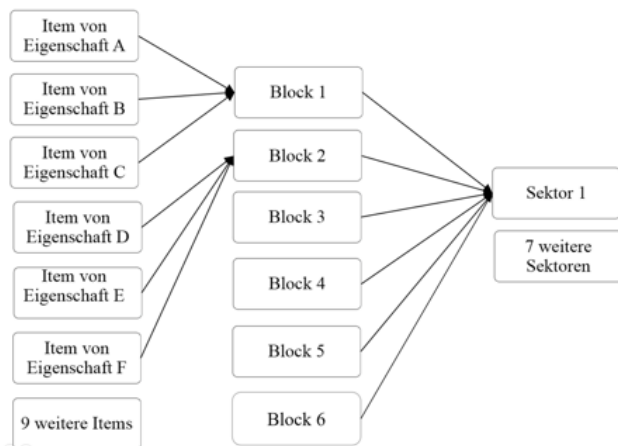 Item von
Eigenschaft A
Item von
Eigenschaft B
Item von
Eigenschaft C
Item von
Eigenschaft D
Item von
Eigenschaft E
Item von
Eigenschaft F
9 weitere Items
Block 1
Block 2
Block 3
Block 4
Block 5
Block 6
Sektor 1
7 weitere
Sektoren